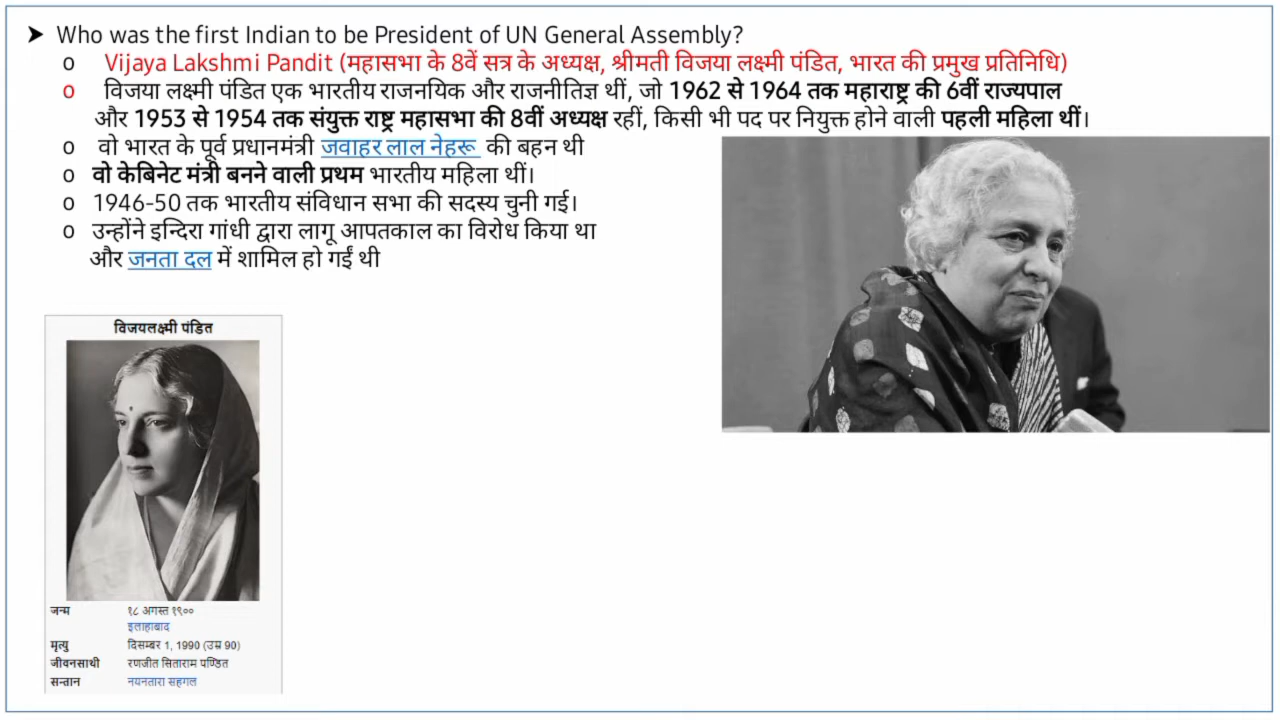 ➤ Who was the first Indian to be President of UN General Assembly?
o Vijaya Lakshmi Pandit (महासभा के 8वें सत्र के अध्यक्ष, श्रीमती विजया लक्ष्मी पंडित, भारत की प्रमुख प्रतिनिधि)
o विजया लक्ष्मी पंडित एक भारतीय राजनयिक और राजनीतिज्ञ थीं, जो 1962 से 1964 तक महाराष्ट्र की 6वीं राज्यपाल
और 1953 से 1954 तक संयुक्त राष्ट्र महासभा की 8वीं अध्यक्ष रहीं, किसी भी पद पर नियुक्त होने वाली पहली महिला थीं।
o वो भारत के पूर्व प्रधानमंत्री जवाहर लाल नेहरू की बहन थी
o वो केबिनेट मंत्री बनने वाली प्रथम भारतीय महिला थीं।
o 1946-50 तक भारतीय संविधान सभा की सदस्य चुनी गई।
o उन्होंने इन्दिरा गांधी द्वारा लागू आपतकाल का विरोध किया था
और जनता दल में शामिल हो गईं थी
विजयलक्ष्मी पंडित
जन्म १८ अगस्त १९००
इलाहाबाद
मृत्यु दिसम्बर 1, 1990 (उम्र 90)
जीवनसाथी रणजीत सिताराम पण्डित
सन्तान नयनतारा सहगल